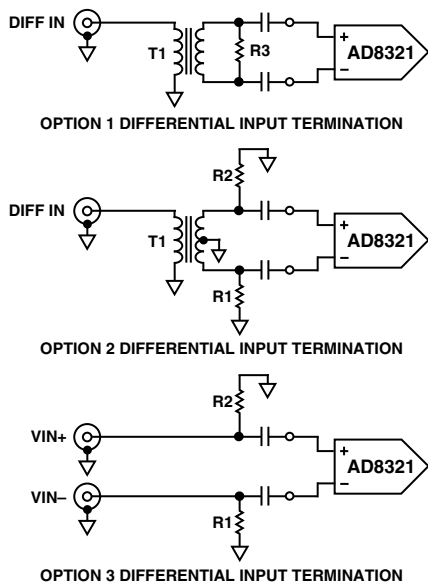 DIFF IN
T1
R3
+
−
AD8321
OPTION 1 DIFFERENTIAL INPUT TERMINATION
R2
DIFF IN
T1
+
−
AD8321
R1
OPTION 2 DIFFERENTIAL INPUT TERMINATION
R2
VIN+
+
−
AD8321
VIN−
R1
OPTION 3 DIFFERENTIAL INPUT TERMINATION